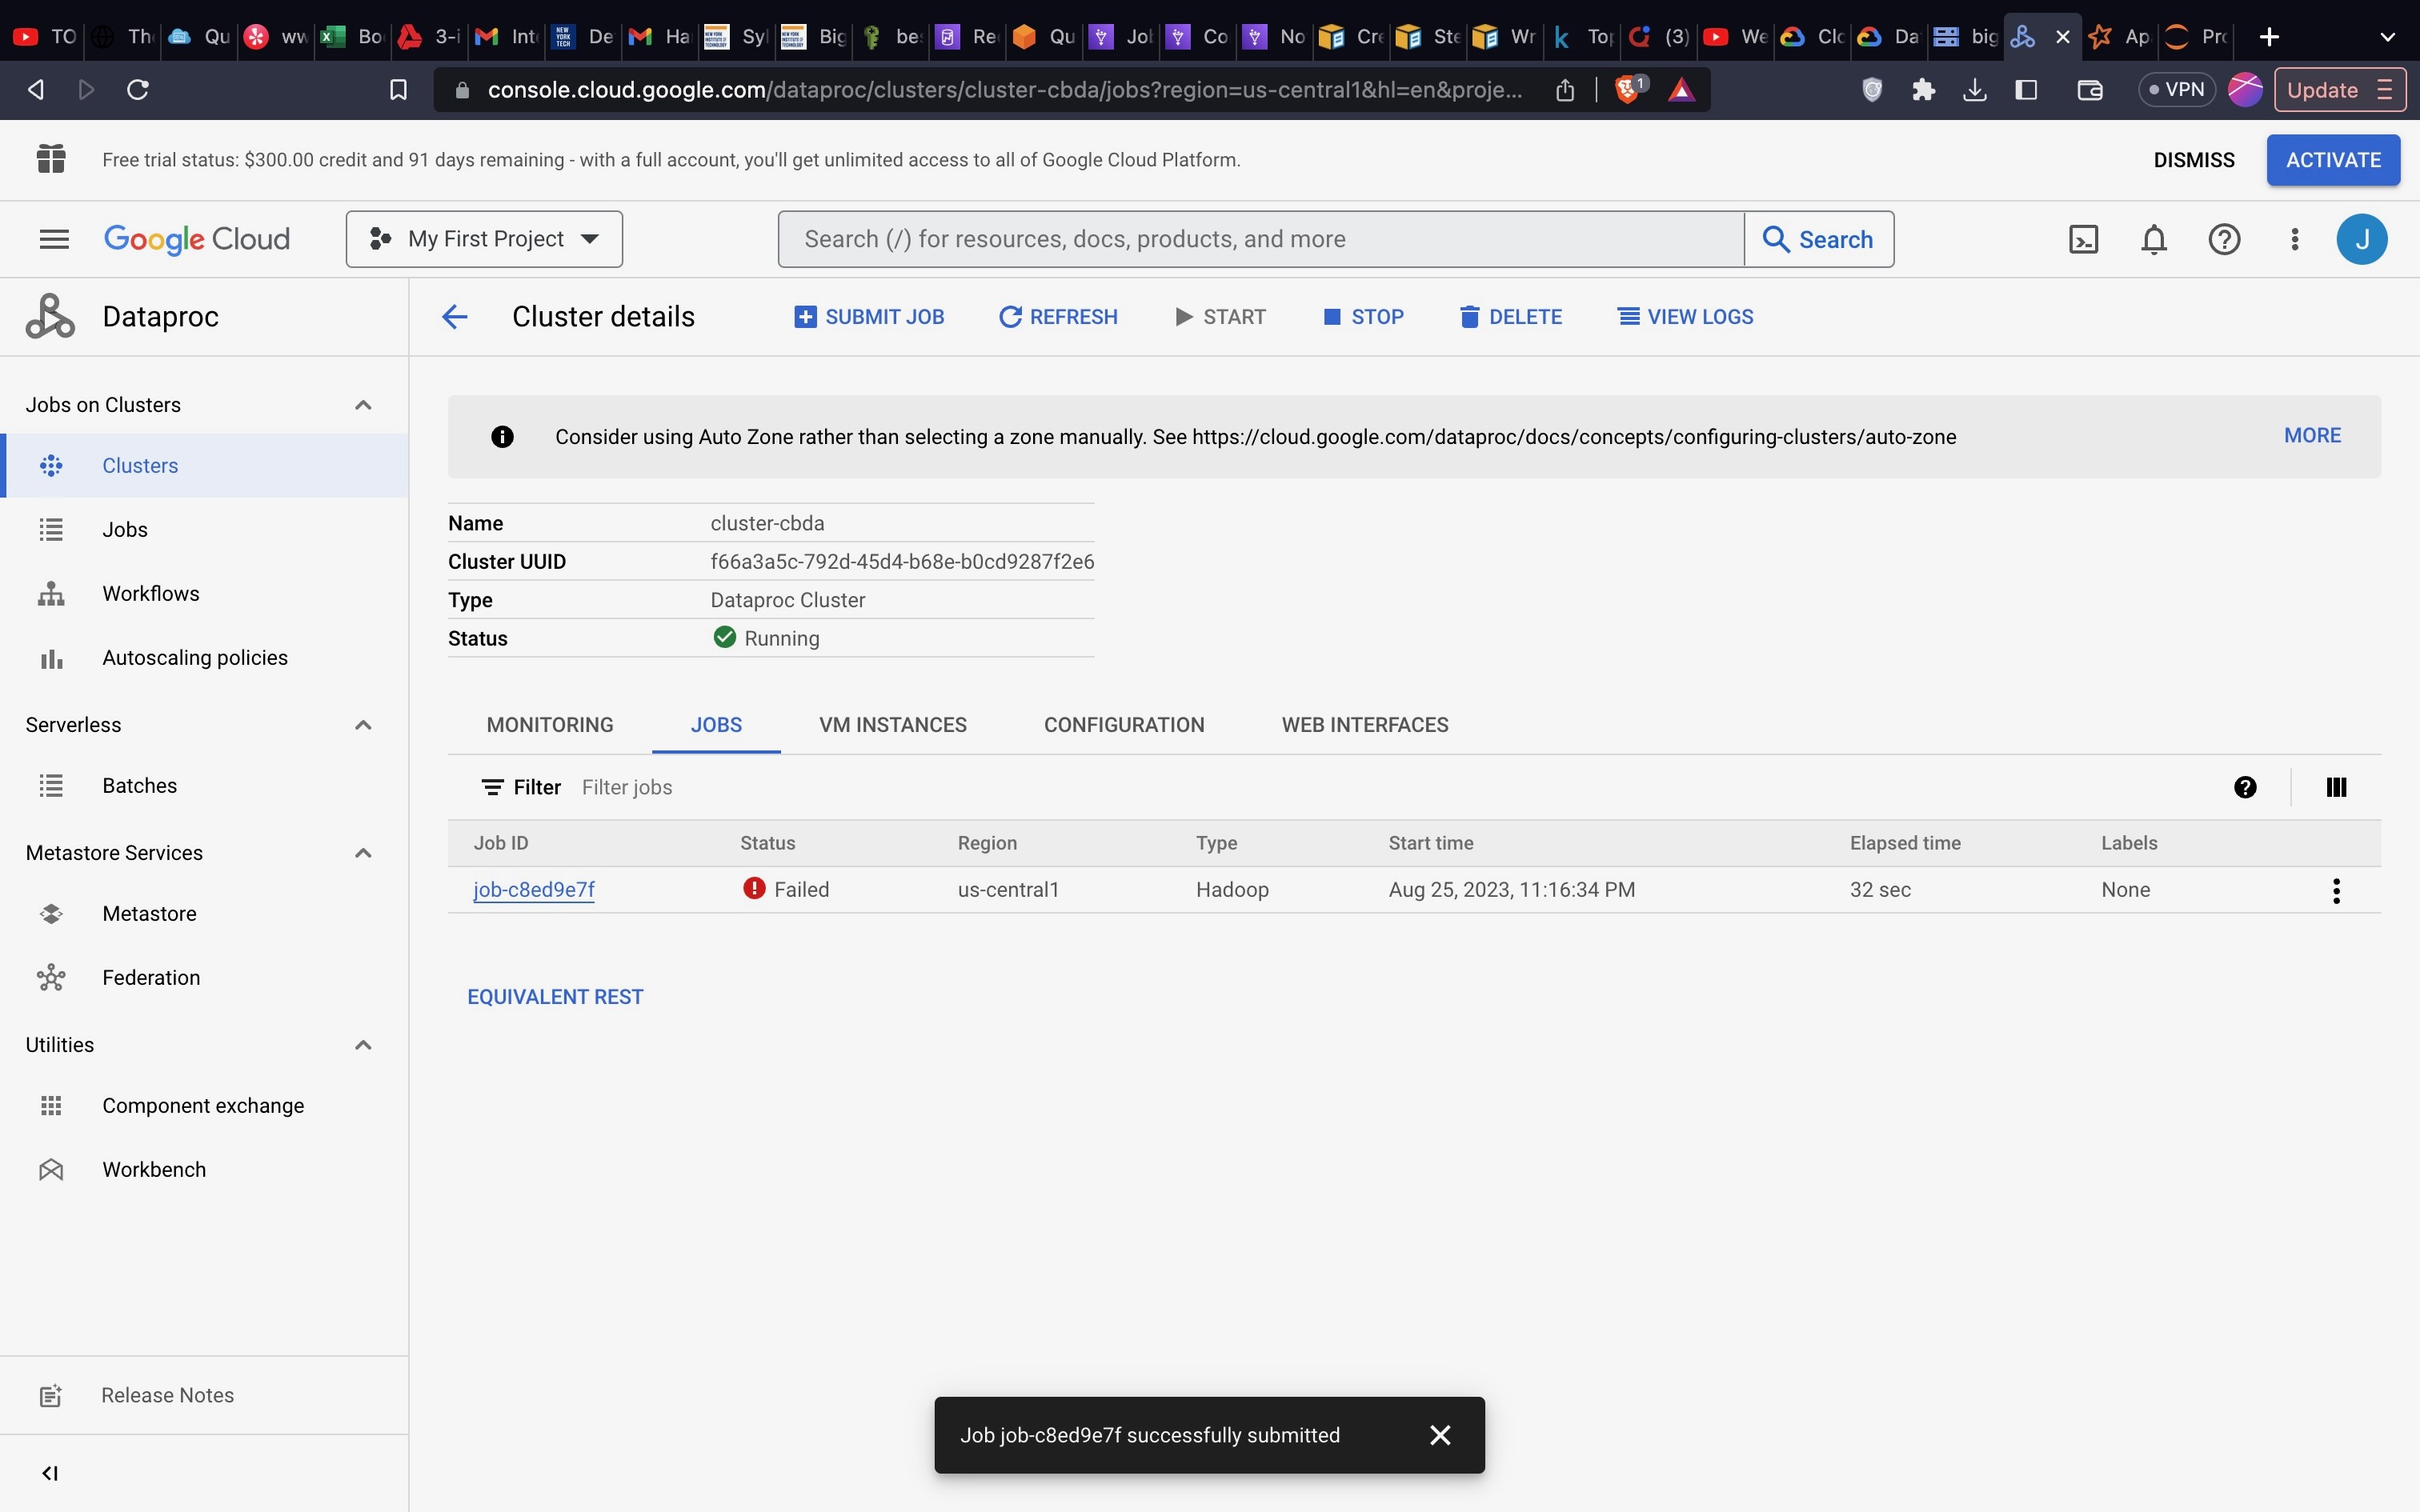 TO
Th
Qu
ww
Bo
3-i
Int
De
Ha
Syl
Big
be
Re
Qu
Jol
Co
No
Cre
Ste
Wr
Top
(3)
We
Clo
Da
big
Ap
Pro
console.cloud.google.com/dataproc/clusters/cluster-cbda/jobs?region=us-central1&hl=en&proje...
1
VPN
Update
Free trial status: $300.00 credit and 91 days remaining - with a full account, you'll get unlimited access to all of Google Cloud Platform.
DISMISS
ACTIVATE
Google Cloud
My First Project
Search (/) for resources, docs, products, and more
Search
J
Dataproc
Cluster details
SUBMIT JOB
REFRESH
START
STOP
DELETE
VIEW LOGS
Jobs on Clusters
Clusters
Jobs
Workflows
Autoscaling policies
Serverless
Batches
Metastore Services
Metastore
Federation
Utilities
Component exchange
Workbench
Release Notes
Consider using Auto Zone rather than selecting a zone manually. See https://cloud.google.com/dataproc/docs/concepts/configuring-clusters/auto-zone
MORE
Name cluster-cbda
Cluster UUID f66a3a5c-792d-45d4-b68e-b0cd9287f2e6
Type Dataproc Cluster
Status Running
MONITORING
JOBS
VM INSTANCES
CONFIGURATION
WEB INTERFACES
Filter Filter jobs
Job ID Status Region Type Start time Elapsed time Labels
job-c8ed9e7f Failed us-central1 Hadoop Aug 25, 2023, 11:16:34 PM 32 sec None
EQUIVALENT REST
Job job-c8ed9e7f successfully submitted